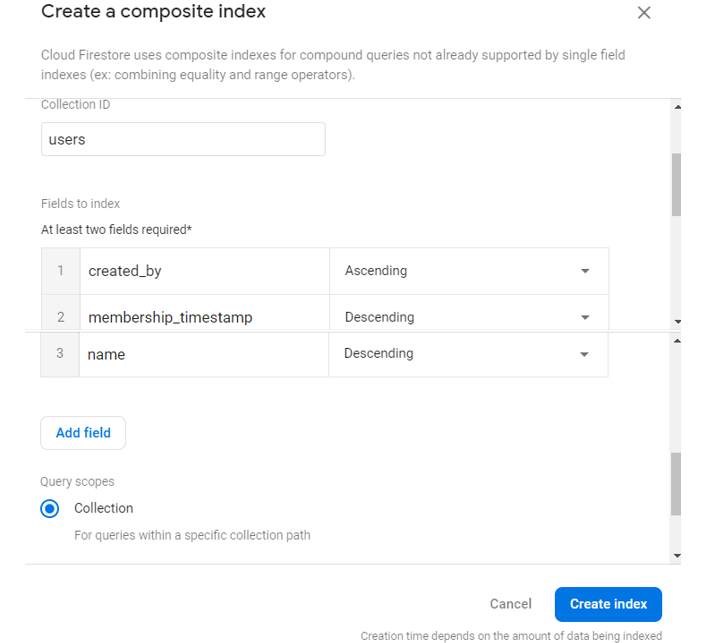 Create a composite index
Cloud Firestore uses composite indexes for compound queries not already supported by single field
indexes (ex: combining equality and range operators).
Collection ID
users
Fields to index
At least two fields required*
1 created_by Ascending
2 membership_timestamp Descending
3 name Descending
Add field
Query scopes
Collection
For queries within a specific collection path
Cancel Create index
Creation time depends on the amount of data being indexed